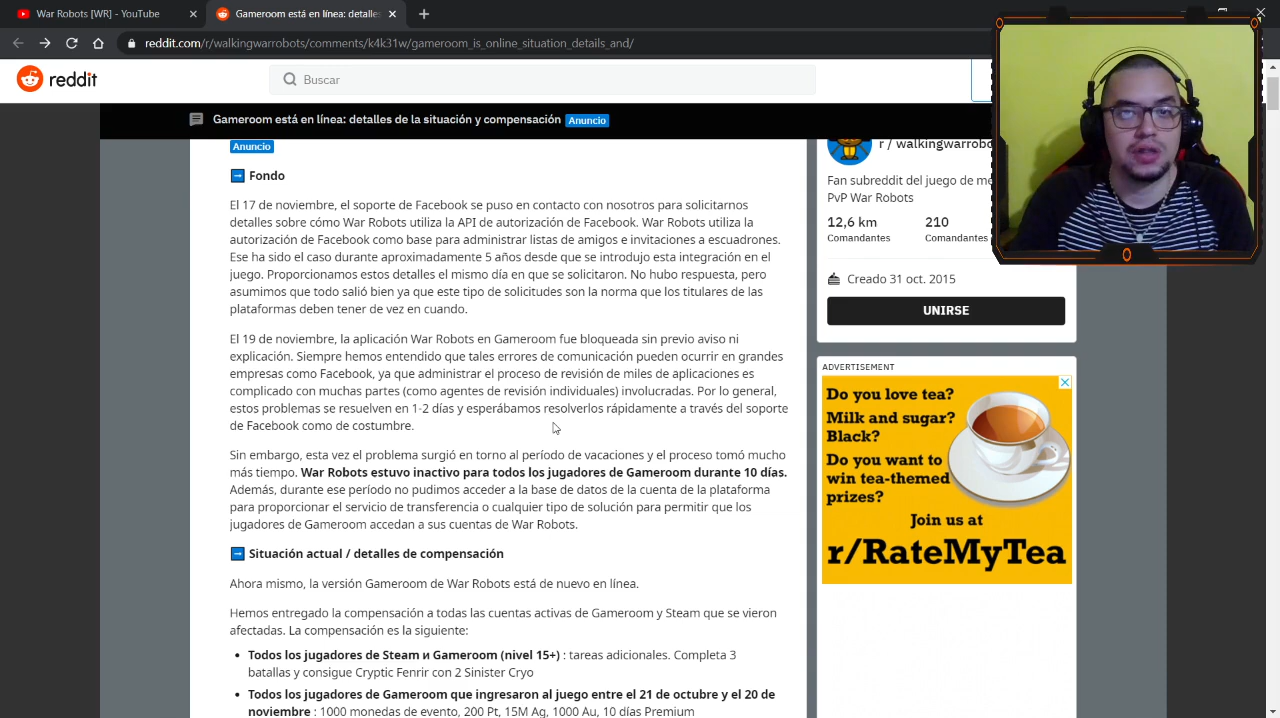 War Robots [WR] - YouTube
Gameroom está en línea: detalles
reddit.com/r/walkingwarrobots/comments/k4k31w/gameroom_is_online_situation_details_and/
reddit
Buscar
Gameroom está en línea: detalles de la situación y compensación Anuncio
Anuncio
Fondo
El 17 de noviembre, el soporte de Facebook se puso en contacto con nosotros para solicitarnos
detalles sobre cómo War Robots utiliza la API de autorización de Facebook. War Robots utiliza la
autorización de Facebook como base para administrar listas de amigos e invitaciones a escuadrones.
Ese ha sido el caso durante aproximadamente 5 años desde que se introdujo esta integración en el
juego. Proporcionamos estos detalles el mismo día en que se solicitaron. No hubo respuesta, pero
asumimos que todo salió bien ya que este tipo de solicitudes son la norma que los titulares de las
plataformas deben tener de vez en cuando.
El 19 de noviembre, la aplicación War Robots en Gameroom fue bloqueada sin previo aviso ni
explicación. Siempre hemos entendido que tales errores de comunicación pueden ocurrir en grandes
empresas como Facebook, ya que administrar el proceso de revisión de miles de aplicaciones es
complicado con muchas partes (como agentes de revisión individuales) involucradas. Por lo general,
estos problemas se resuelven en 1-2 días y esperábamos resolverlos rápidamente a través del soporte
de Facebook como de costumbre.
Sin embargo, esta vez el problema surgió en torno al período de vacaciones y el proceso tomó mucho
más tiempo. War Robots estuvo inactivo para todos los jugadores de Gameroom durante 10 días.
Además, durante ese período no pudimos acceder a la base de datos de la cuenta de la plataforma
para proporcionar el servicio de transferencia o cualquier tipo de solución para permitir que los
jugadores de Gameroom accedan a sus cuentas de War Robots.
Situación actual / detalles de compensación
Ahora mismo, la versión Gameroom de War Robots está de nuevo en línea.
Hemos entregado la compensación a todas las cuentas activas de Gameroom y Steam que se vieron
afectadas. La compensación es la siguiente:
Todos los jugadores de Steam и Gameroom (nivel 15+) : tareas adicionales. Completa 3
batallas y consigue Cryptic Fenrir con 2 Sinister Cryo
Todos los jugadores de Gameroom que ingresaron al juego entre el 21 de octubre y el 20 de
noviembre : 1000 monedas de evento, 200 Pt, 15M Ag, 1000 Au, 10 días Premium
r / walkingwarrobo
Fan subreddit del juego de me
PvP War Robots
12,6 km
210
Comandantes
Comandantes
Creado 31 oct. 2015
UNIRSE
ADVERTISEMENT
Do you love tea?
Milk and sugar?
Black?
Do you want to
win tea-themed
prizes?
Join us at
r/RateMyTea